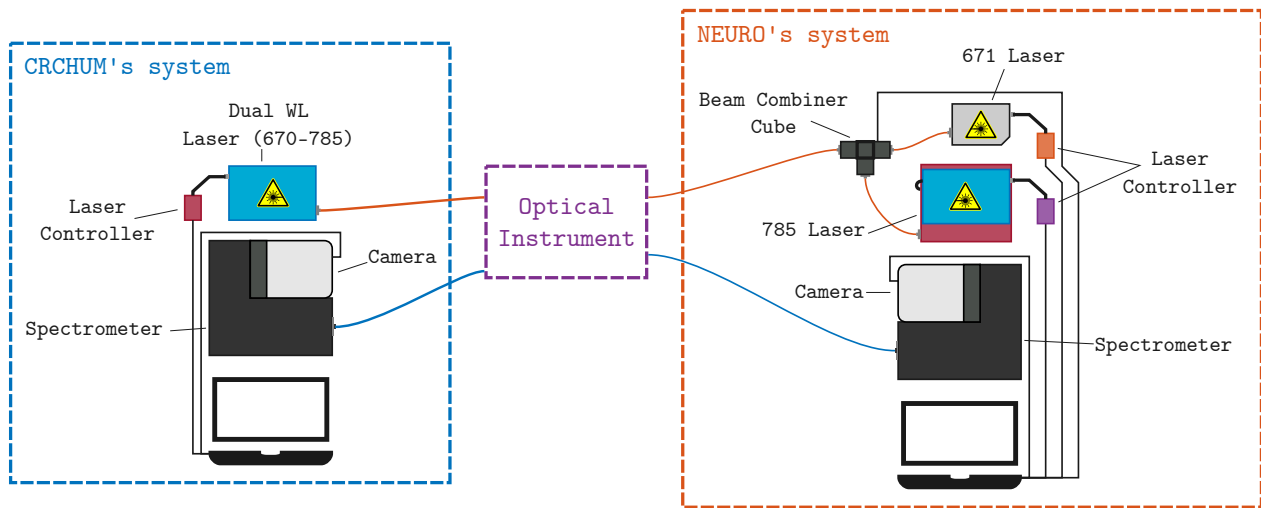 CRCHUM's system
Dual WL
Laser (670-785)
Laser
Controller
Camera
Spectrometer
Optical
Instrument
NEURO's system
671 Laser
Beam Combiner
Cube
Laser
Controller
785 Laser
Camera
Spectrometer